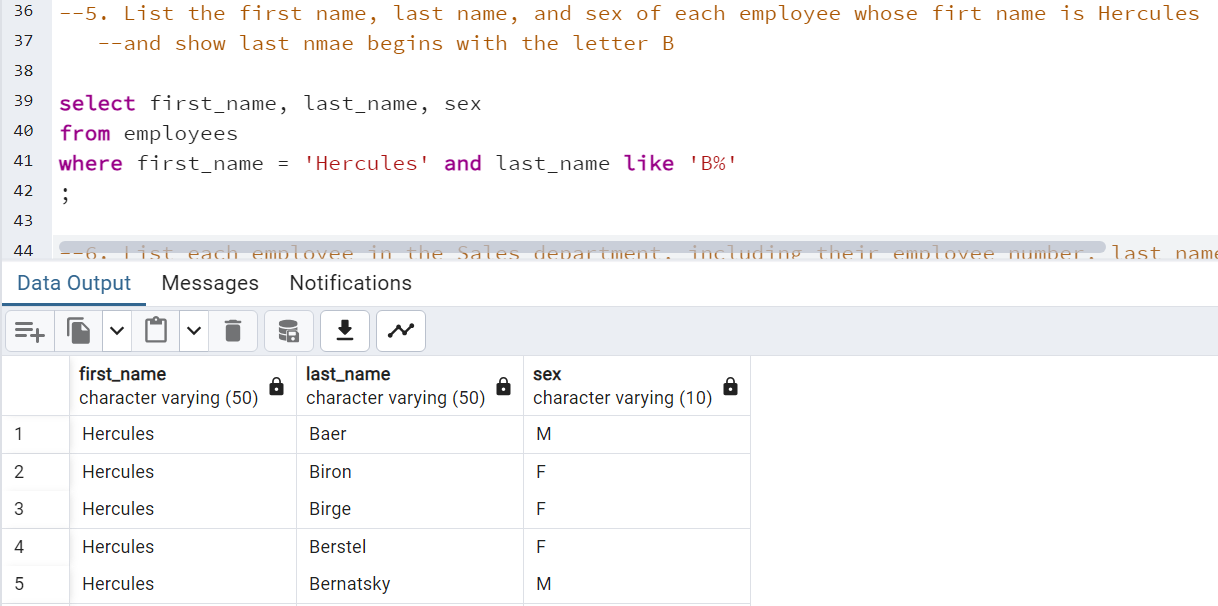 36 --5. List the first name, last name, and sex of each employee whose firt name is Hercules
37 --and show last nmae begins with the letter B
38
39 select first_name, last_name, sex
40 from employees
41 where first_name = 'Hercules' and last_name like 'B%'
42 ;
43
44 --6. List each employee in the Sales department, including their employee number, last name
Data Output Messages Notifications
first_name last_name sex
character varying (50) character varying (50) character varying (10)
1 Hercules Baer M
2 Hercules Biron F
3 Hercules Birge F
4 Hercules Berstel F
5 Hercules Bernatsky M